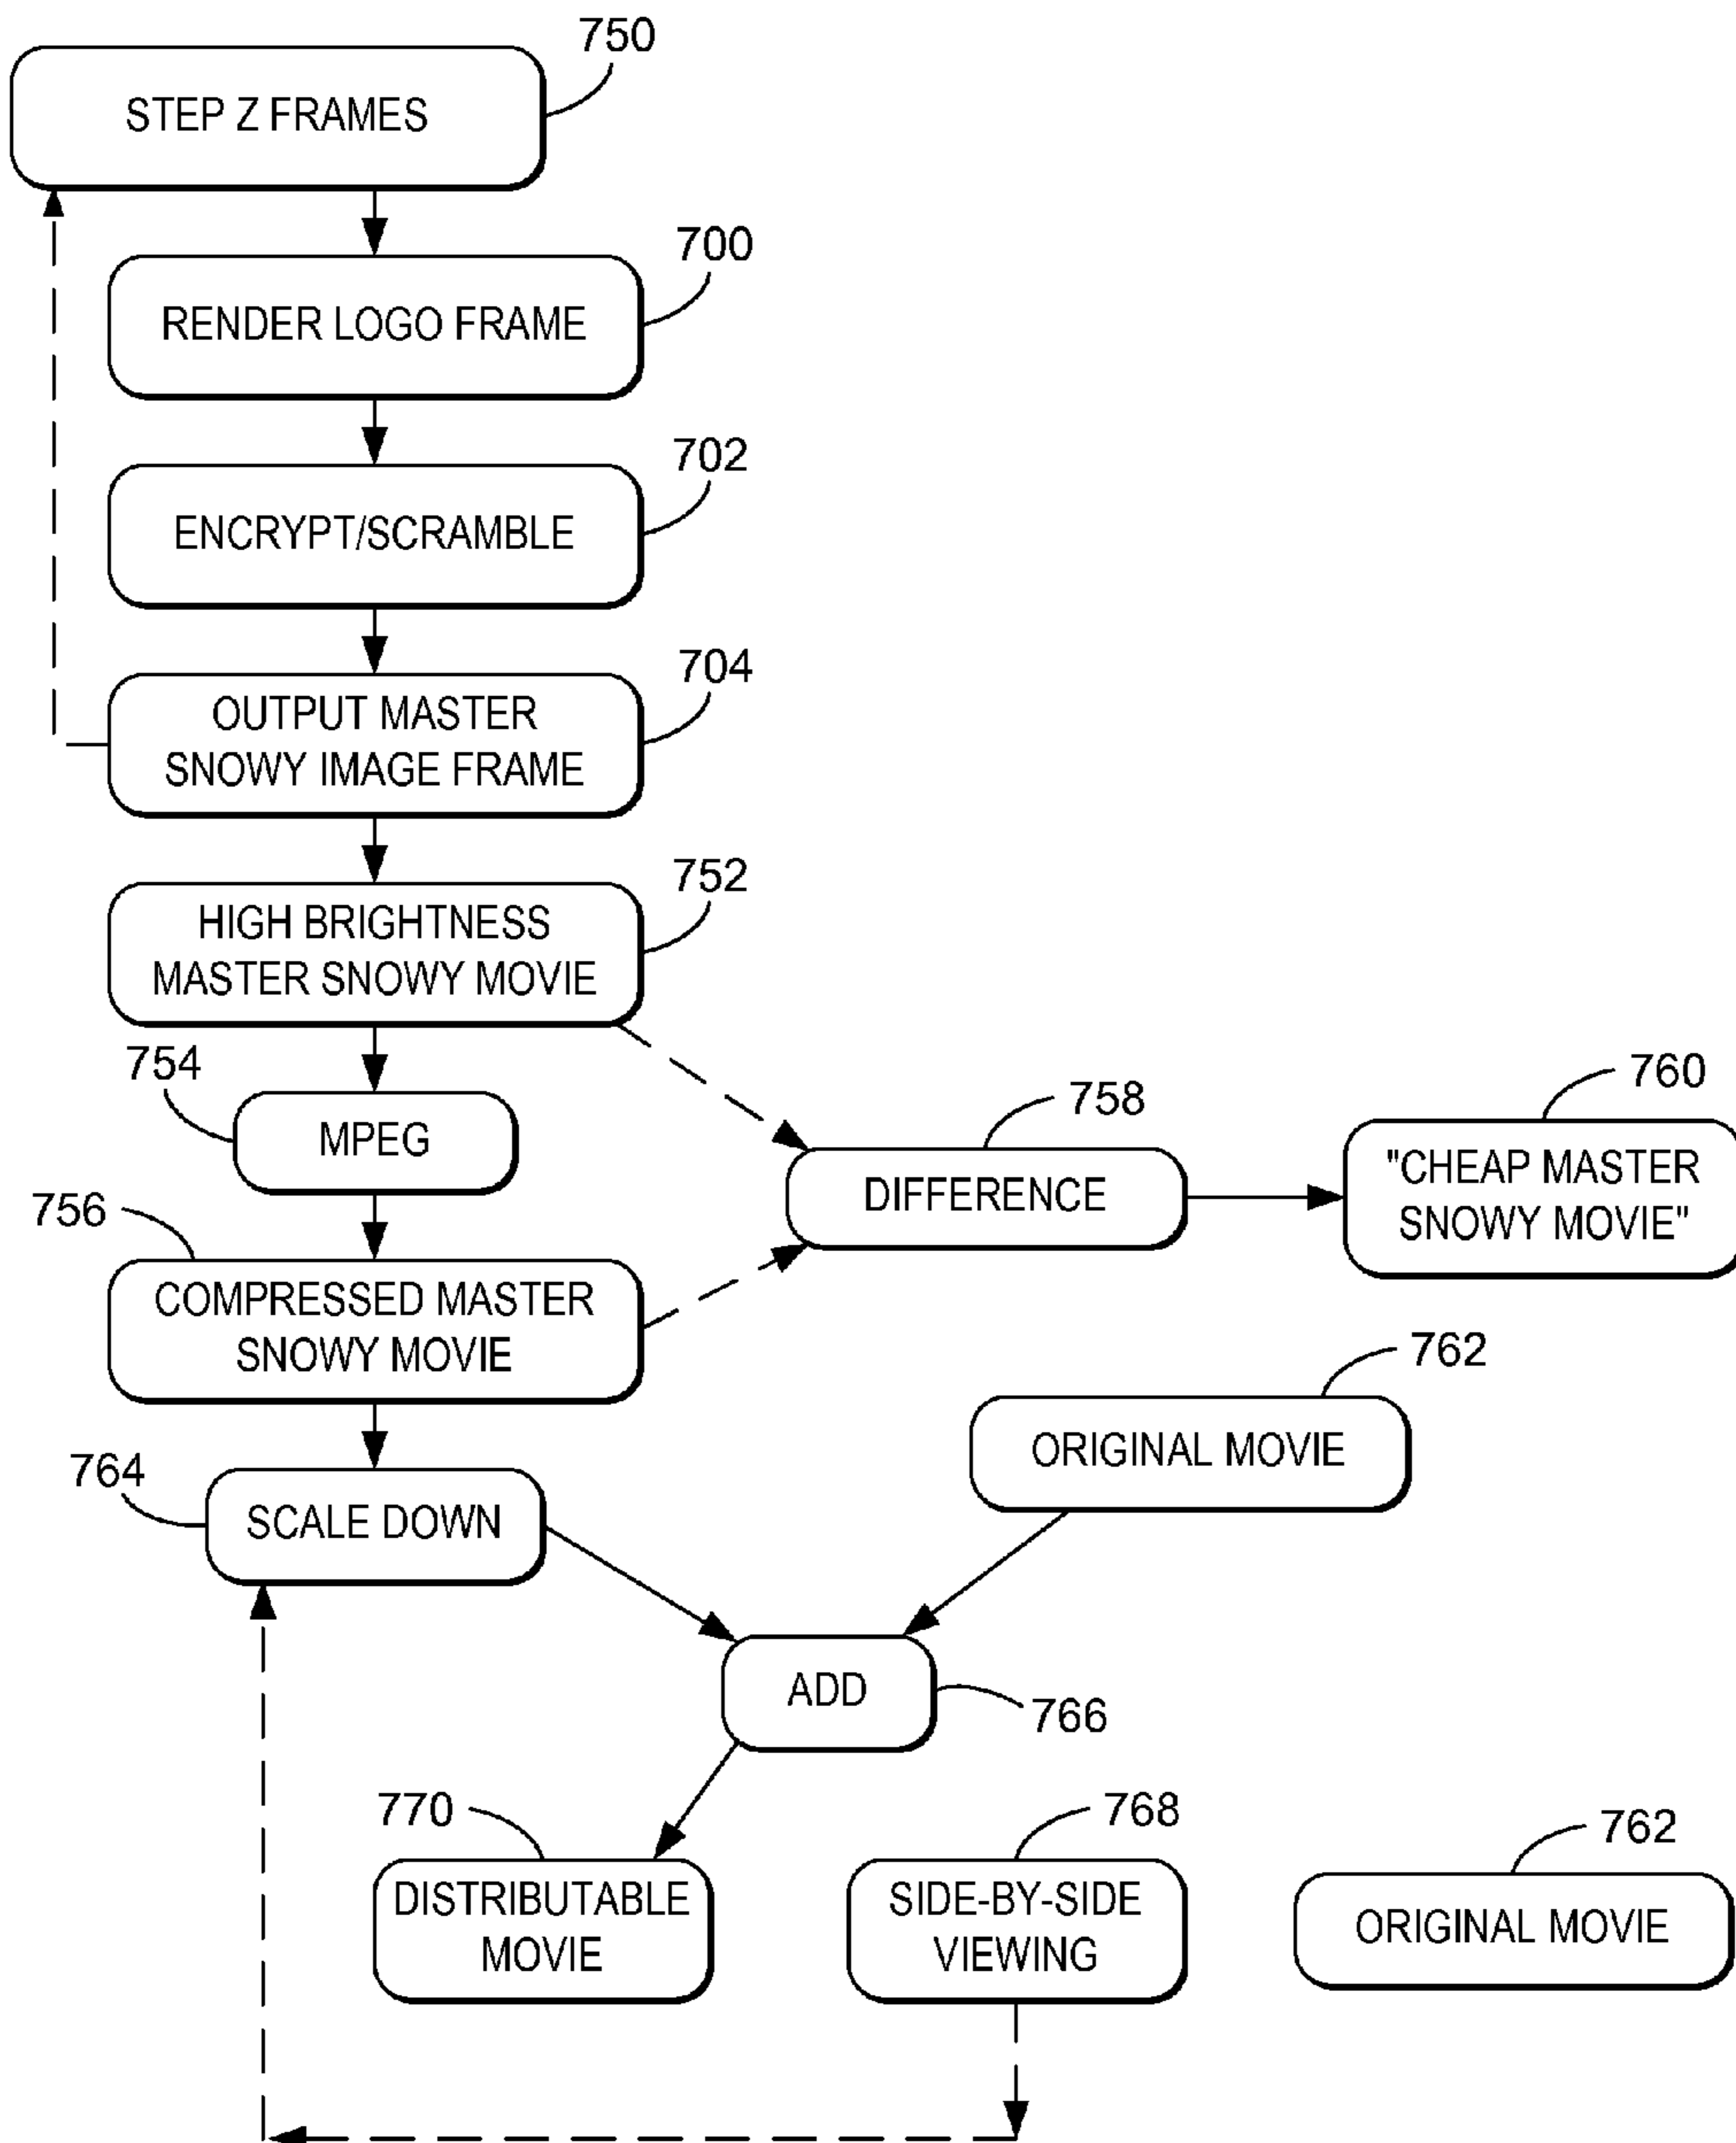 750
STEP Z FRAMES
700
RENDER LOGO FRAME
702
ENCRYPT/SCRAMBLE
704
OUTPUT MASTER
SNOWY IMAGE FRAME
752
HIGH BRIGHTNESS
MASTER SNOWY MOVIE
754
MPEG
758
DIFFERENCE
760
"CHEAP MASTER
SNOWY MOVIE"
756
COMPRESSED MASTER
SNOWY MOVIE
762
ORIGINAL MOVIE
764
SCALE DOWN
ADD
766
770
DISTRIBUTABLE
MOVIE
768
SIDE-BY-SIDE
VIEWING
762
ORIGINAL MOVIE